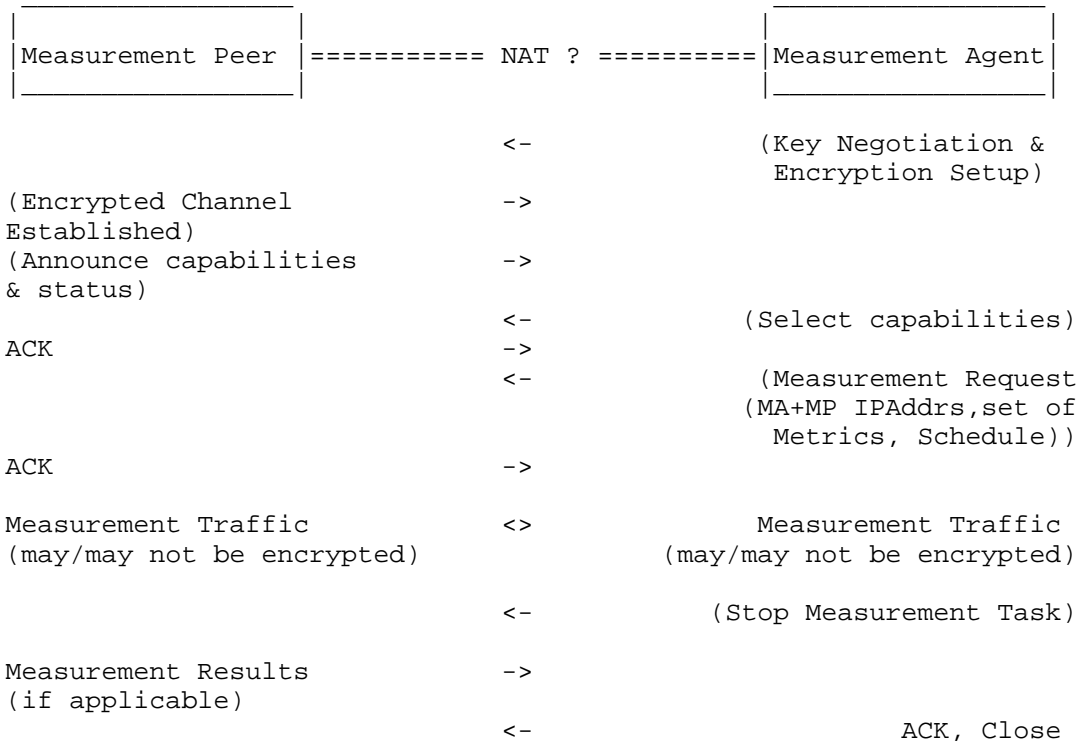 Measurement Peer |=========== NAT ? ==========|Measurement Agent
<- (Key Negotiation &
Encryption Setup)
(Encrypted Channel ->
Established)
(Announce capabilities ->
& status)
<- (Select capabilities)
ACK ->
<- (Measurement Request
(MA+MP IPAddrs,set of
Metrics, Schedule))
ACK ->
Measurement Traffic <> Measurement Traffic
(may/may not be encrypted) (may/may not be encrypted)
<- (Stop Measurement Task)
Measurement Results ->
(if applicable)
<- ACK, Close